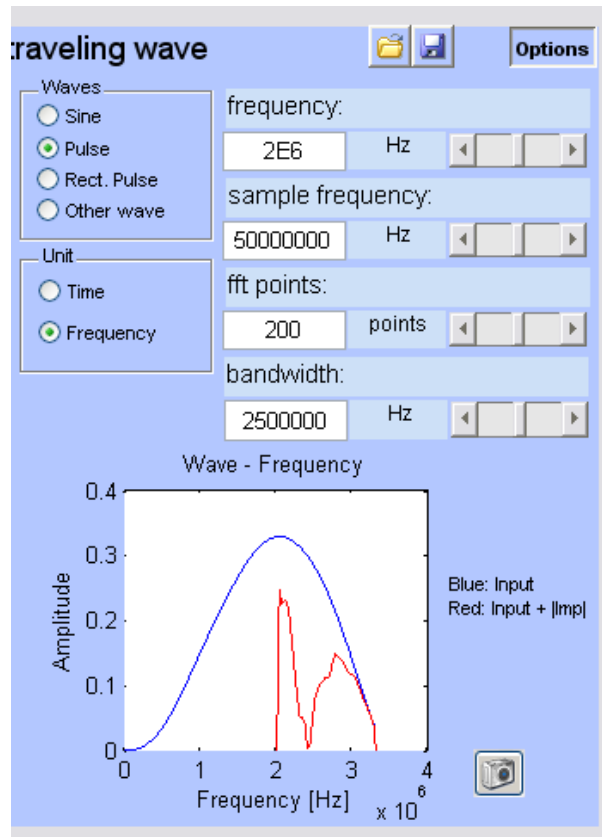 traveling wave
Options
Waves
Sine
Pulse
Rect. Pulse
Other wave
Unit
Time
Frequency
frequency:
2E6 Hz
sample frequency:
50000000 Hz
fft points:
200 points
bandwidth:
2500000 Hz
Wave - Frequency
Amplitude
0.4
0.3
0.2
0.1
0
0 1 2 3 4
Frequency [Hz]
x 10^6
Blue: Input
Red: Input + |Imp|